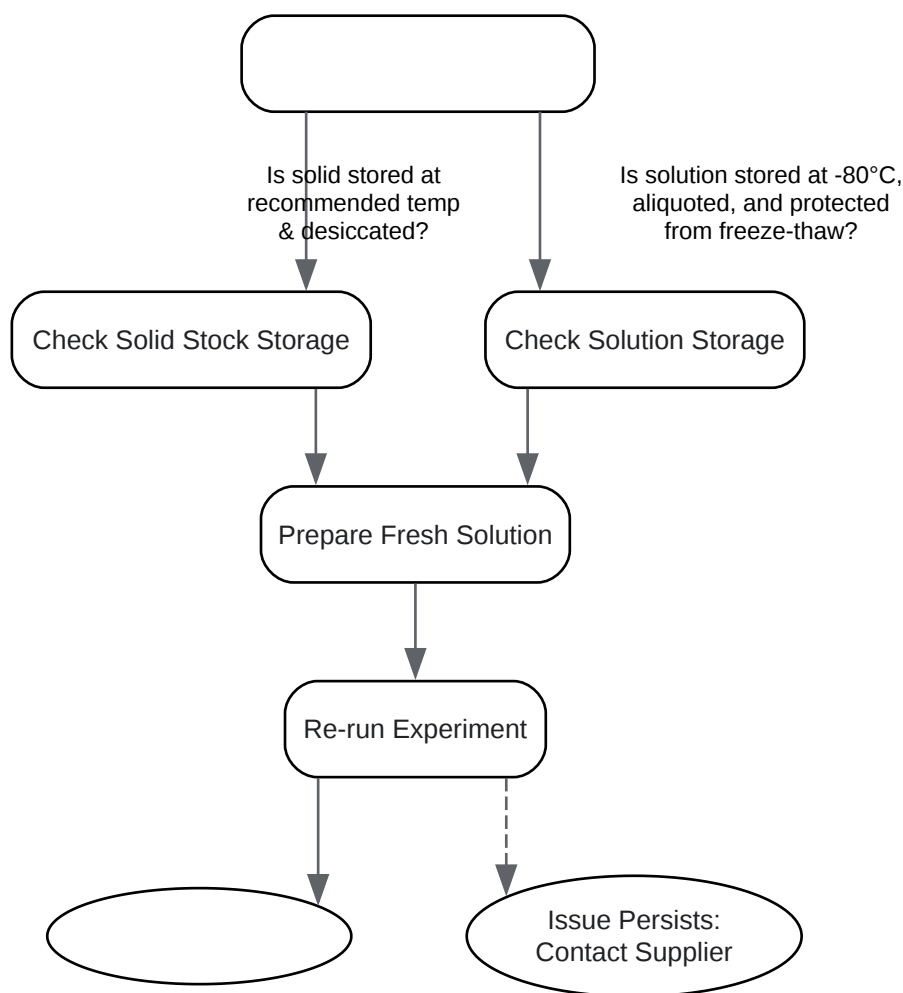 Is solid stored at
recommended temp
& desiccated?
Is solution stored at -80°C,
aliquoted, and protected
from freeze-thaw?
Check Solid Stock Storage
Check Solution Storage
Prepare Fresh Solution
Re-run Experiment
Issue Persists:
Contact Supplier